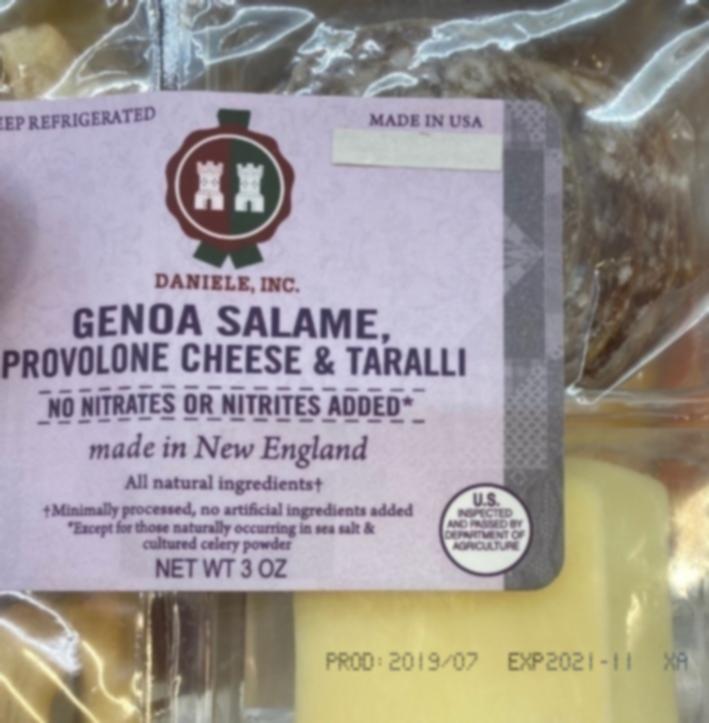 EEP REFRIGERATED
MADE IN USA
DANIELE, INC.
GENOA SALAME,
PROVOLONE CHEESE & TARALLI
NO NITRATES OR NITRITES ADDED*
made in New England
All natural ingredients†
†Minimally processed, no artificial ingredients added
*Except for those naturally occurring in sea salt &
cultured celery powder
NET WT 3 OZ
U.S.
INSPECTED
AND PASSED BY
DEPARTMENT OF
AGRICULTURE
PROD: 2019/07 EXP2021-11 XA